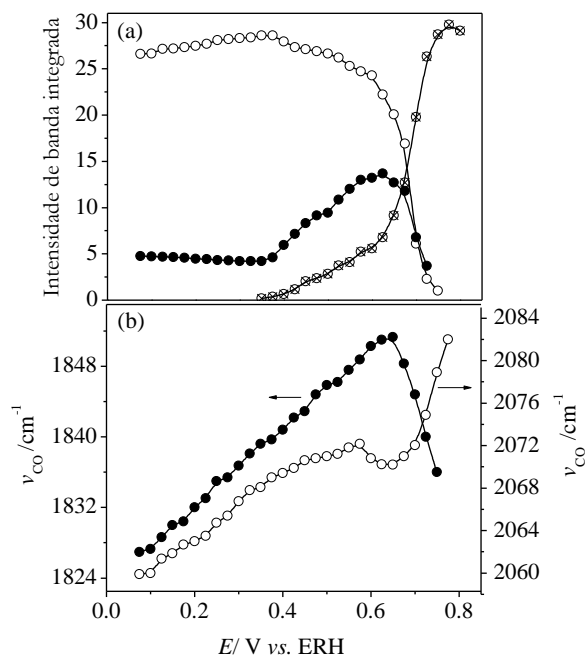 (a)
Intensidade de banda integrada
30
25
20
15
10
5
0
(b)
νCO /cm-1
1848
1840
1832
1824
2084
2080
2076
2072
2068
2064
2060
νCO /cm-1
0.0 0.2 0.4 0.6 0.8
E/ V vs. ERH